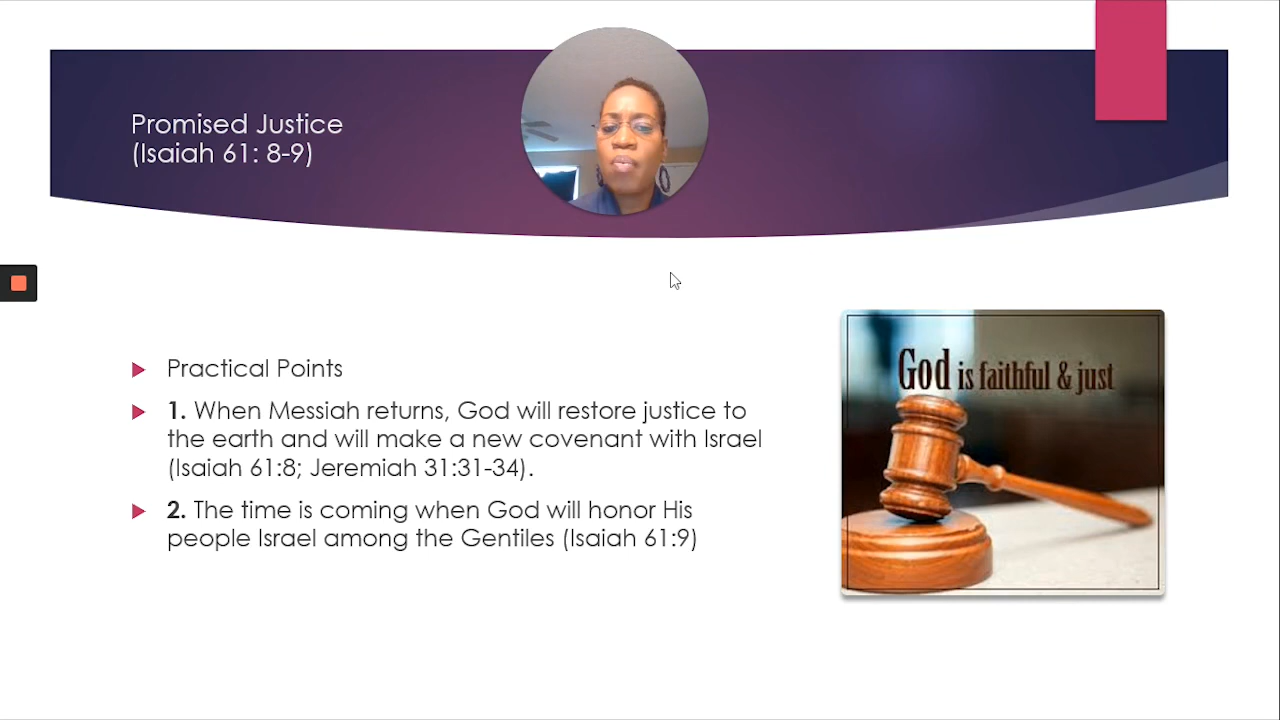 Promised Justice
(Isaiah 61: 8-9)
Practical Points
1. When Messiah returns, God will restore justice to
the earth and will make a new covenant with Israel
(Isaiah 61:8; Jeremiah 31:31-34).
2. The time is coming when God will honor His
people Israel among the Gentiles (Isaiah 61:9)
God is faithful & just